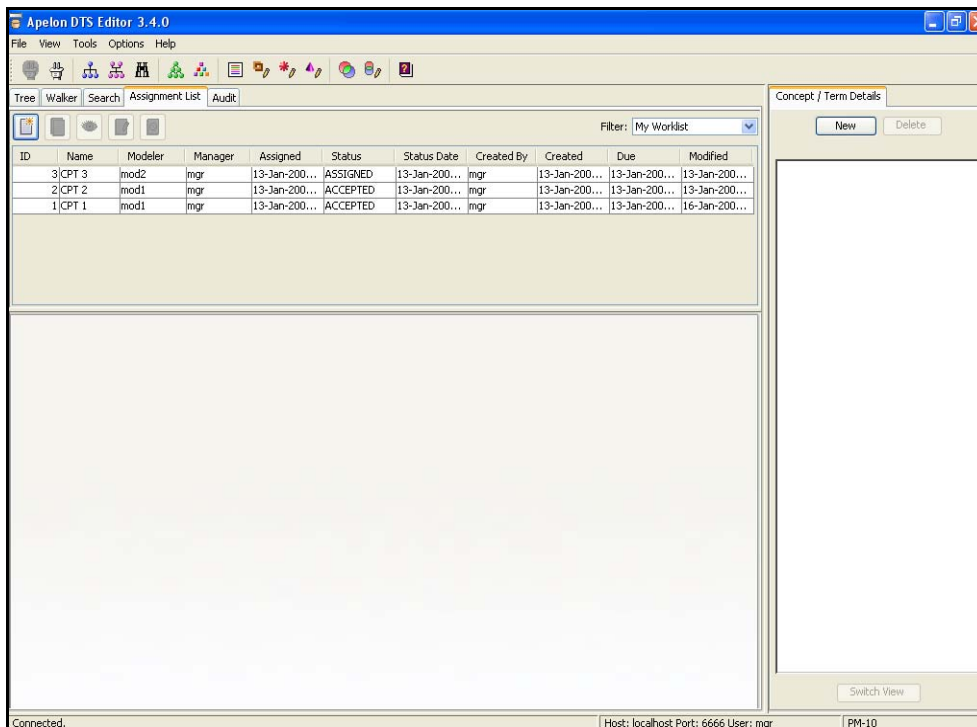 Apelon DTS Editor 3.4.0
File View Tools Options Help
Tree Walker Search Assignment List Audit
Concept / Term Details
Filter: My Worklist
New Delete
ID Name Modeler Manager Assigned Status Status Date Created By Created Due Modified
3 CPT 3 mod2 mgr 13-Jan-200... ASSIGNED 13-Jan-200... mgr 13-Jan-200... 13-Jan-200... 13-Jan-200...
2 CPT 2 mod1 mgr 13-Jan-200... ACCEPTED 13-Jan-200... mgr 13-Jan-200... 13-Jan-200... 13-Jan-200...
1 CPT 1 mod1 mgr 13-Jan-200... ACCEPTED 13-Jan-200... mgr 13-Jan-200... 13-Jan-200... 16-Jan-200...
Switch View
Connected. Host: localhost Port: 6666 User: mgr PM-10